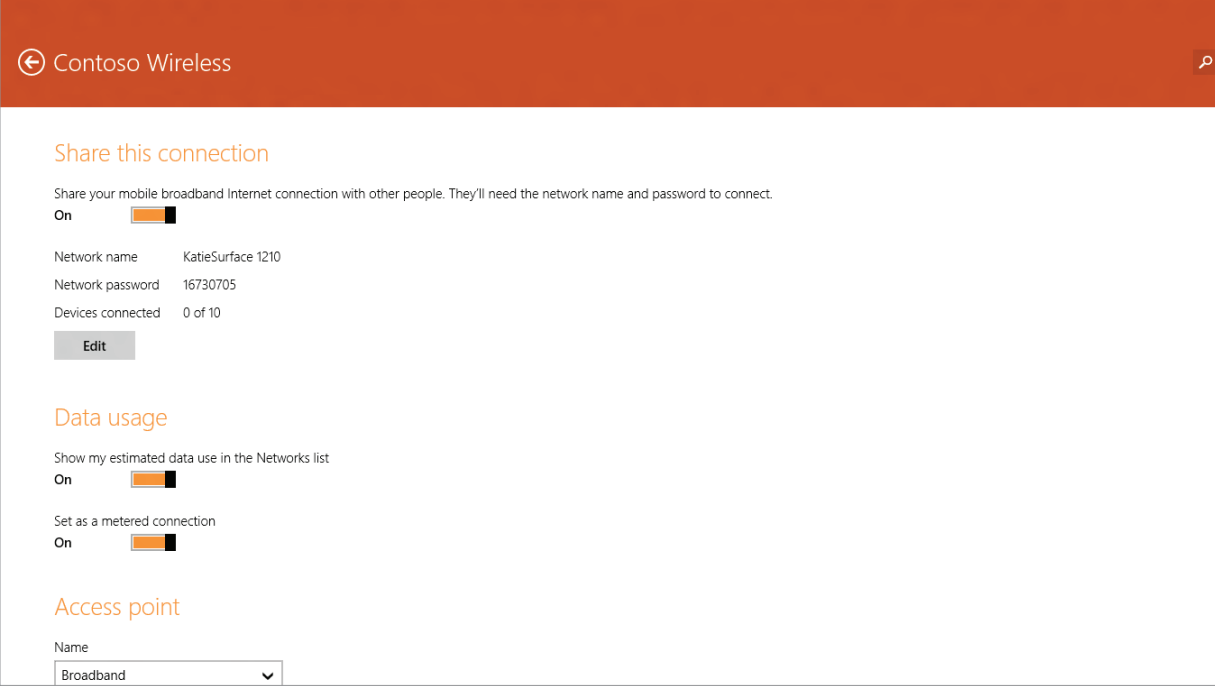 Contoso Wireless
Share this connection
Share your mobile broadband Internet connection with other people. They'll need the network name and password to connect.
On
Network name KatieSurface 1210
Network password 16730705
Devices connected 0 of 10
Edit
Data usage
Show my estimated data use in the Networks list
On
Set as a metered connection
On
Access point
Name
Broadband